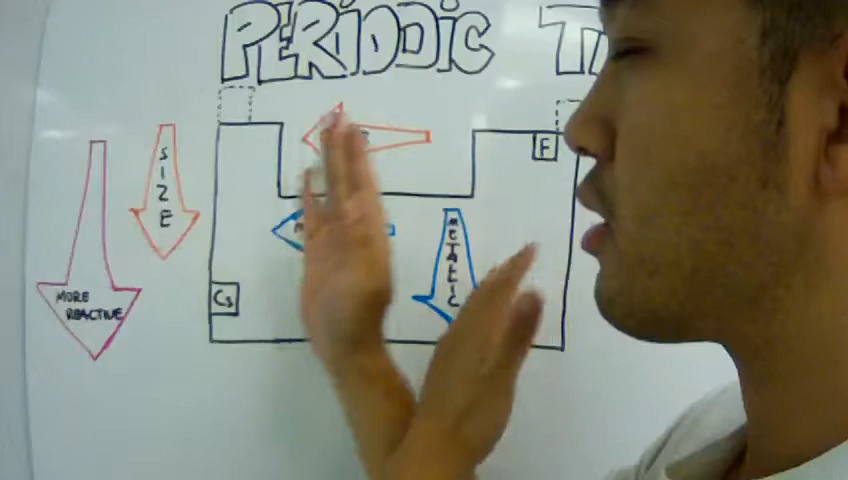 PERIODIC
F
SIZE
METALLIC
Cs
MORE
REACTIVE